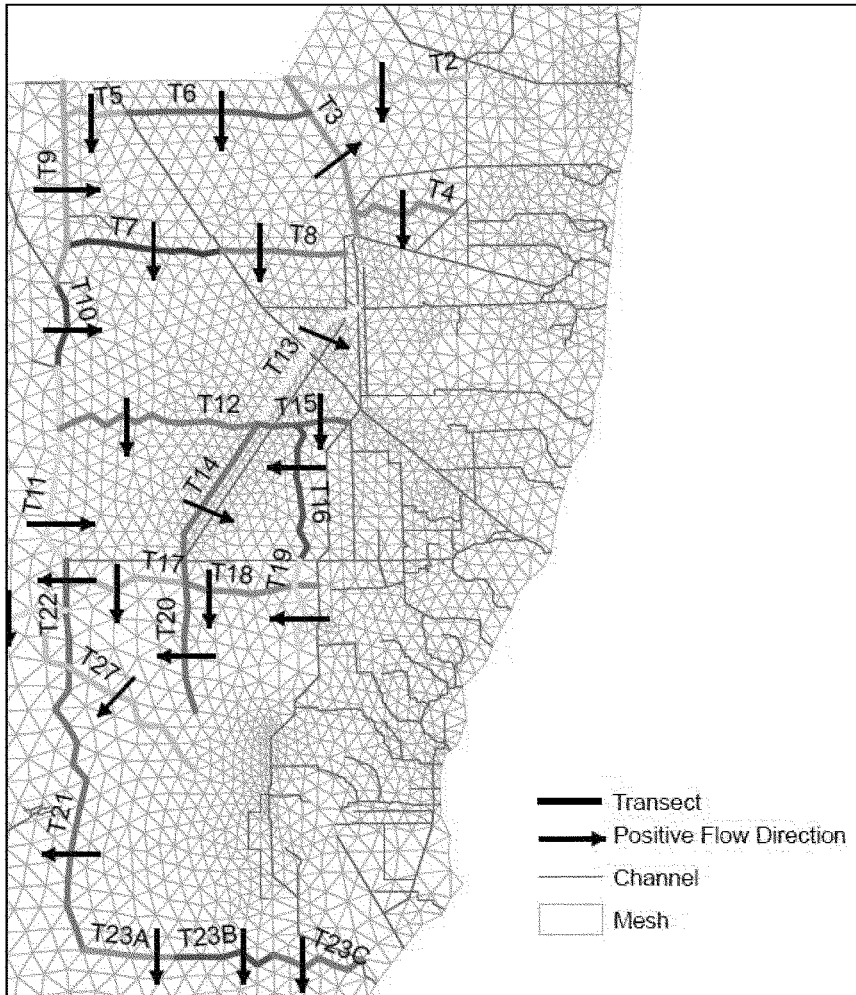 T2
T5
T6
T3
T9
T4
T7
T8
T10
T13
T12
T15
T14
T16
T11
T17
T18
T19
T22
T20
T27
T21
T23A
T23B
T23C
Transect
Positive Flow Direction
Channel
Mesh